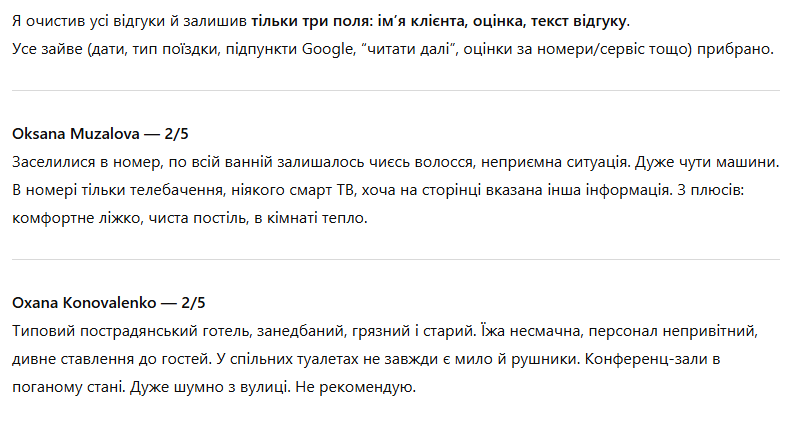 Я очистив усі відгуки й залишив тільки три поля: ім’я клієнта, оцінка, текст відгуку.
Усе зайве (дати, тип поїздки, підпункти Google, “читати далі”, оцінки за номери/сервіс тощо) прибрано.
Oksana Muzalova — 2/5
Заселилися в номер, по всій ванній залишалось чиєсь волосся, неприємна ситуація. Дуже чути машини.
В номері тільки телебачення, ніякого смарт ТВ, хоча на сторінці вказана інша інформація. З плюсів:
комфортне ліжко, чиста постіль, в кімнаті тепло.
Oxana Konovalenko — 2/5
Типовий пострадянський готель, занедбаний, грязний і старий. Їжа несмачна, персонал непривітний,
дивне ставлення до гостей. У спільних туалетах не завжди є мило й рушники. Конференц-зали в
поганому стані. Дуже шумно з вулиці. Не рекомендую.